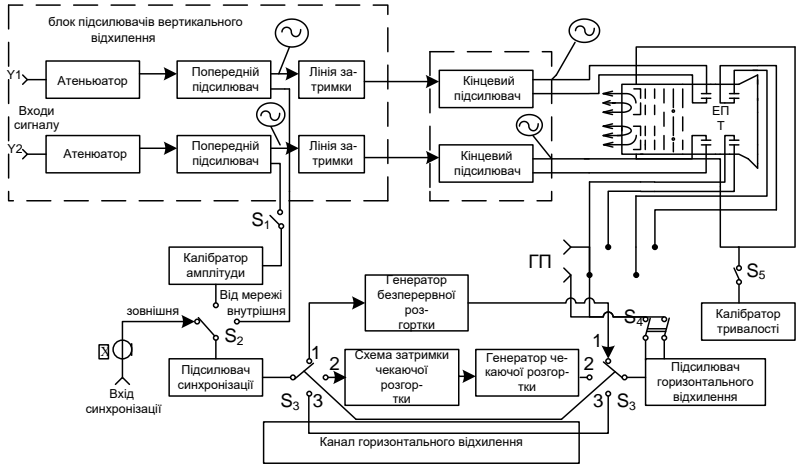 блок підсилювачів вертикального
відхилення
Y1
Атеньюатор
Попередній
підсилювач
Лінія за-
тримки
Кінцевий
підсилювач
ЕП
Т
Входи
сигналу
Y2
Атенюатор
Попередній
підсилювач
Лінія за-
тримки
Кінцевий
підсилювач
S1
Калібратор
амплітуди
ГП
S5
Генератор
безперервної роз-
гортки
Від мережі
внутрішня
зовнішня
S2
S4
Калібратор
тривалості
X
1
1
Підсилювач
синхронізації
2
Схема затримки
чекаючої розгор-
тки
Генератор че-
каючої розгор-
тки
2
Підсилювач
горизонтального
відхилення
Вхід
синхронізації
S3
3
3
S3
Канал горизонтального відхилення